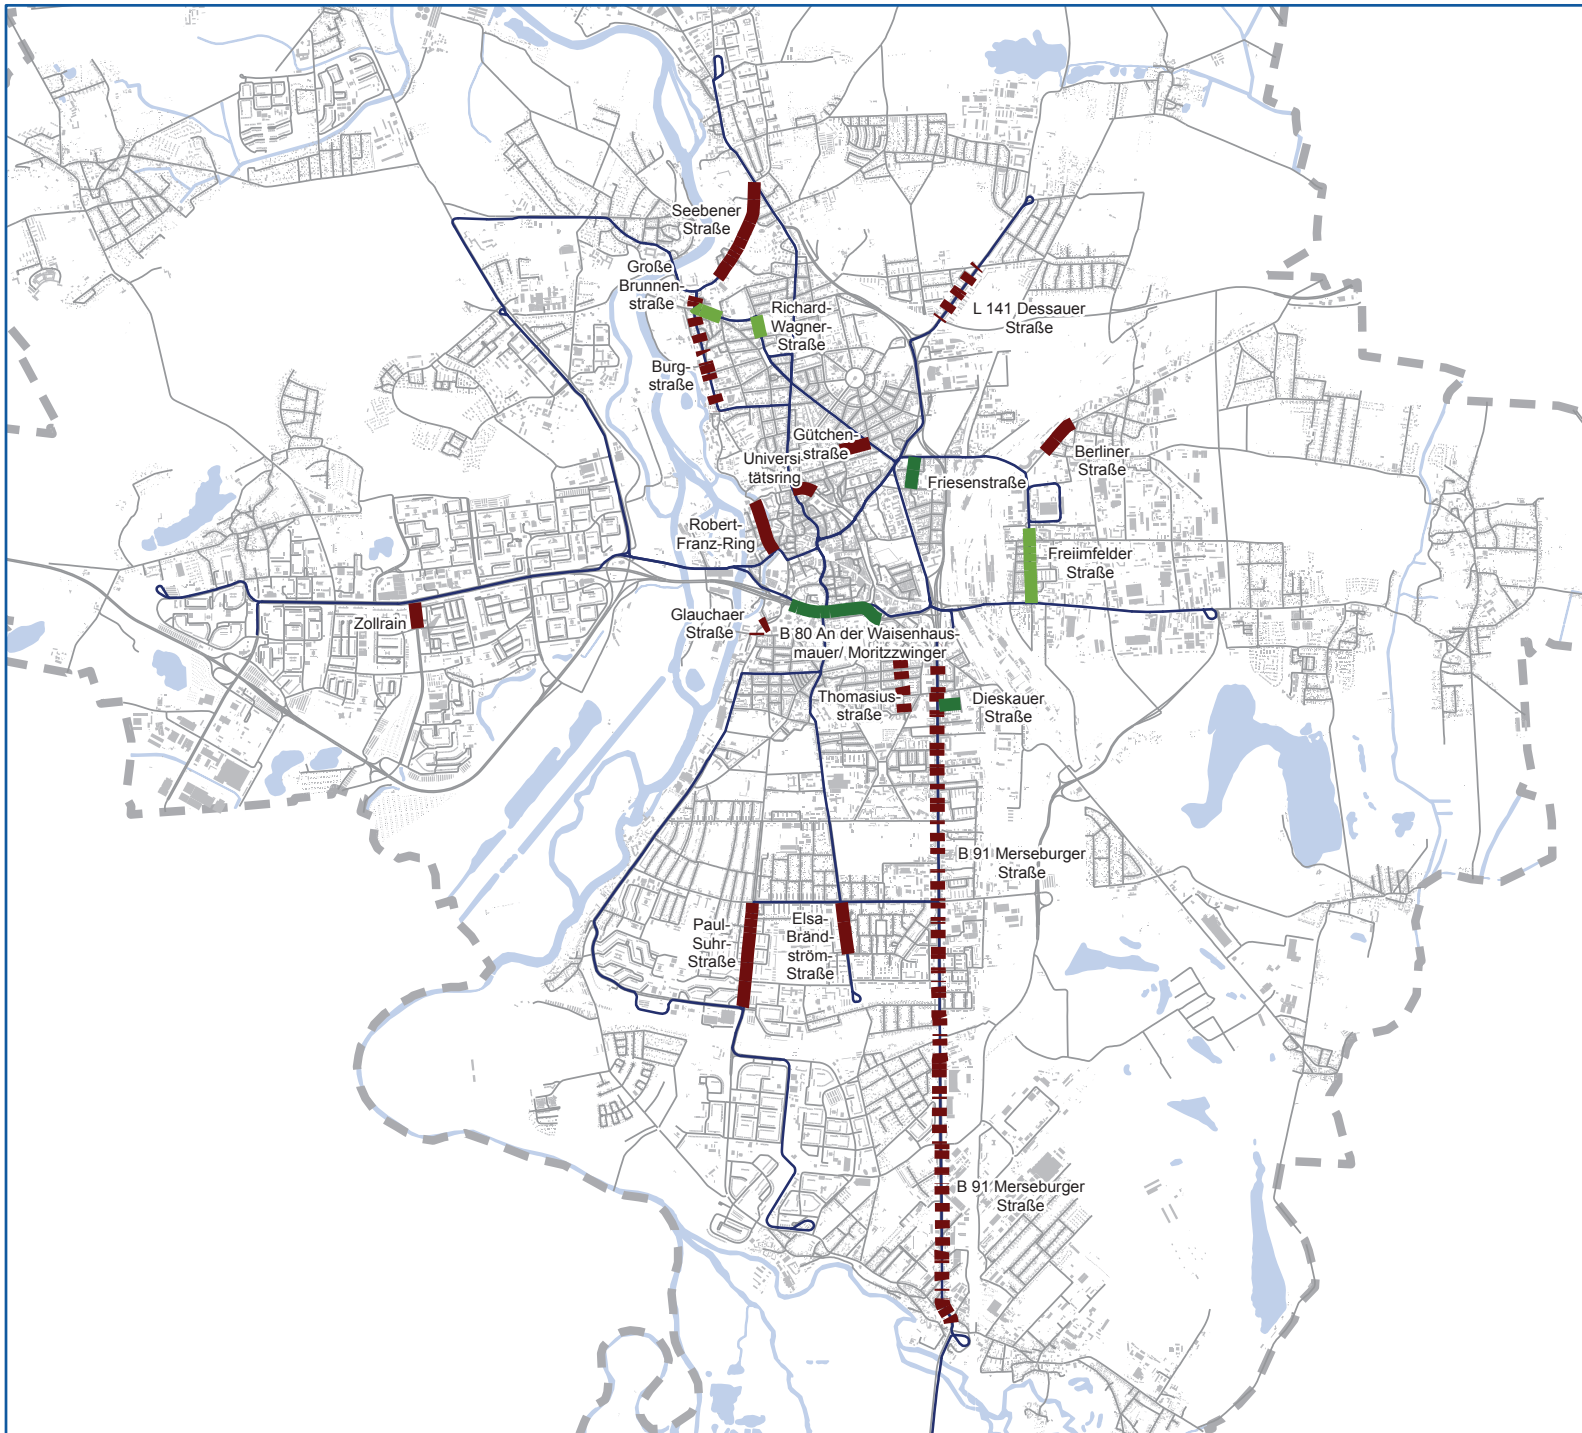 Seebener
Straße
Große
Brunnen-
straße
Richard-
Wagner-
Straße
L 141 Dessauer
Straße
Burg-
straße
Gütchen-
straße
Universi-
tätsring
Berliner
Straße
Friesenstraße
Robert-
Franz-Ring
Freiimfelder
Straße
Zollrain
Glauchaer
Straße
B 80 An der Waisenhaus-
mauer/ Moritzzwinger
Thomasius-
straße
Dieskauer
Straße
B 91 Merseburger
Straße
Paul-
Suhr-
Straße
Elsa-
Bränd-
ström-
Straße
B 91 Merseburger
Straße